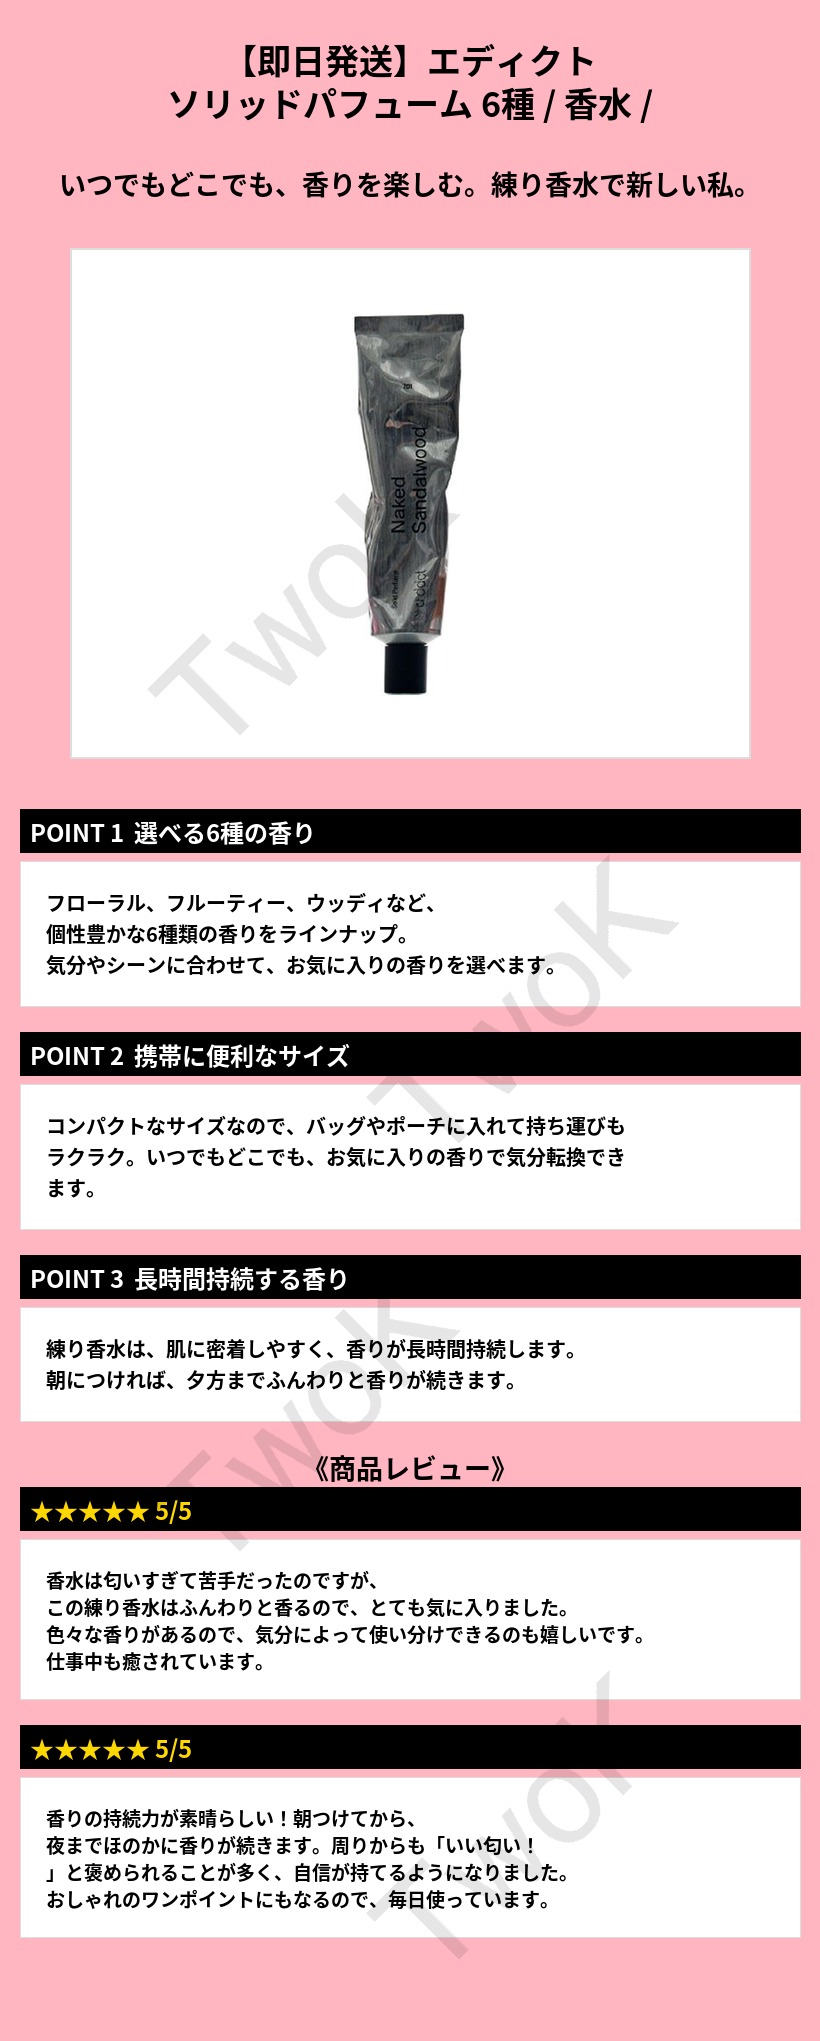 【即日発送】エディクト
ソリッドパフューム 6種 / 香水 /
いつでもどこでも、香りを楽しむ。練り香水で新しい私。
701
Naked
Sandalwood
Solid Perfume
TwoK
POINT 1 選べる6種の香り
フローラル、フルーティー、ウッディなど、
個性豊かな6種類の香りをラインナップ。
気分やシーンに合わせて、お気に入りの香りを選べます。
TwoK
POINT 2 携帯に便利なサイズ
コンパクトなサイズなので、バッグやポーチに入れて持ち運びも
ラクラク。いつでもどこでも、お気に入りの香りで気分転換でき
ます。
POINT 3 長時間持続する香り
練り香水は、肌に密着しやすく、香りが長時間持続します。
朝につければ、夕方までふんわりと香りが続きます。
TwoK
《商品レビュー》
★★★★★ 5/5
香水は匂いすぎて苦手だったのですが、
この練り香水はふんわりと香るので、とても気に入りました。
色々な香りがあるので、気分によって使い分けできるのも嬉しいです。
仕事中も癒されています。
★★★★★ 5/5
香りの持続力が素晴らしい！朝つけてから、
夜までほのかに香りが続きます。周りからも「いい匂い！
」と褒められることが多く、自信が持てるようになりました。
おしゃれのワンポイントにもなるので、毎日使っています。
TwoK